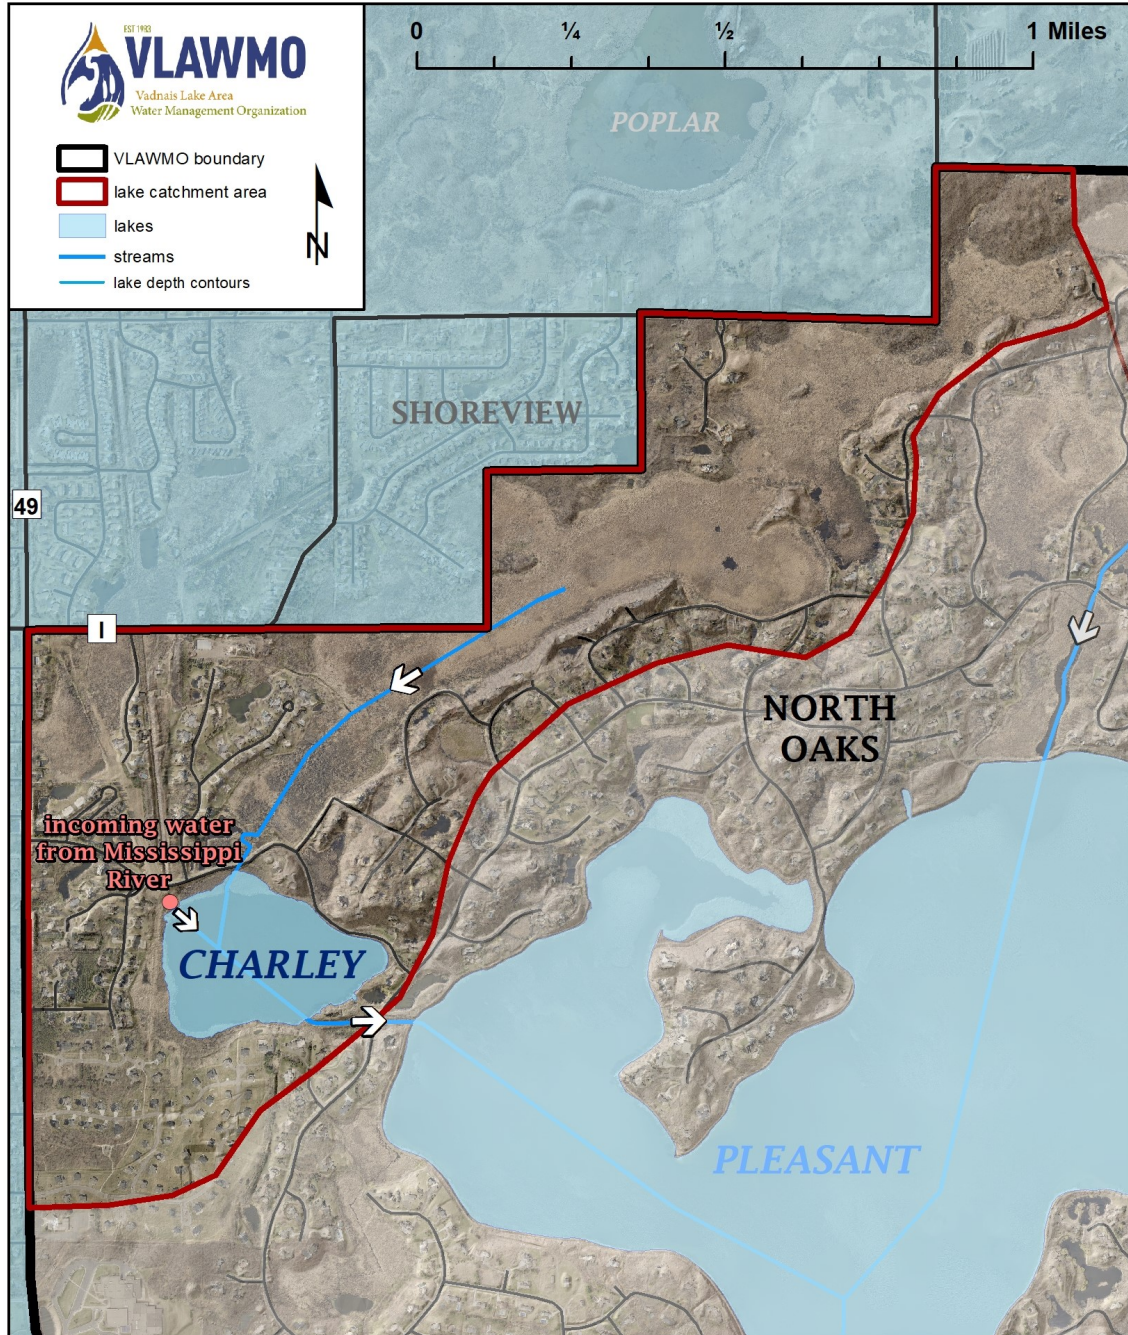 EST 1983
VLAWMO
Vadnais Lake Area
Water Management Organization
VLAWMO boundary
lake catchment area
lakes
streams
lake depth contours
N
0 ¼ ½ 1 Miles
POPLAR
SHOREVIEW
49
I
NORTH
OAKS
incoming water
from Mississippi
River
CHARLEY
PLEASANT